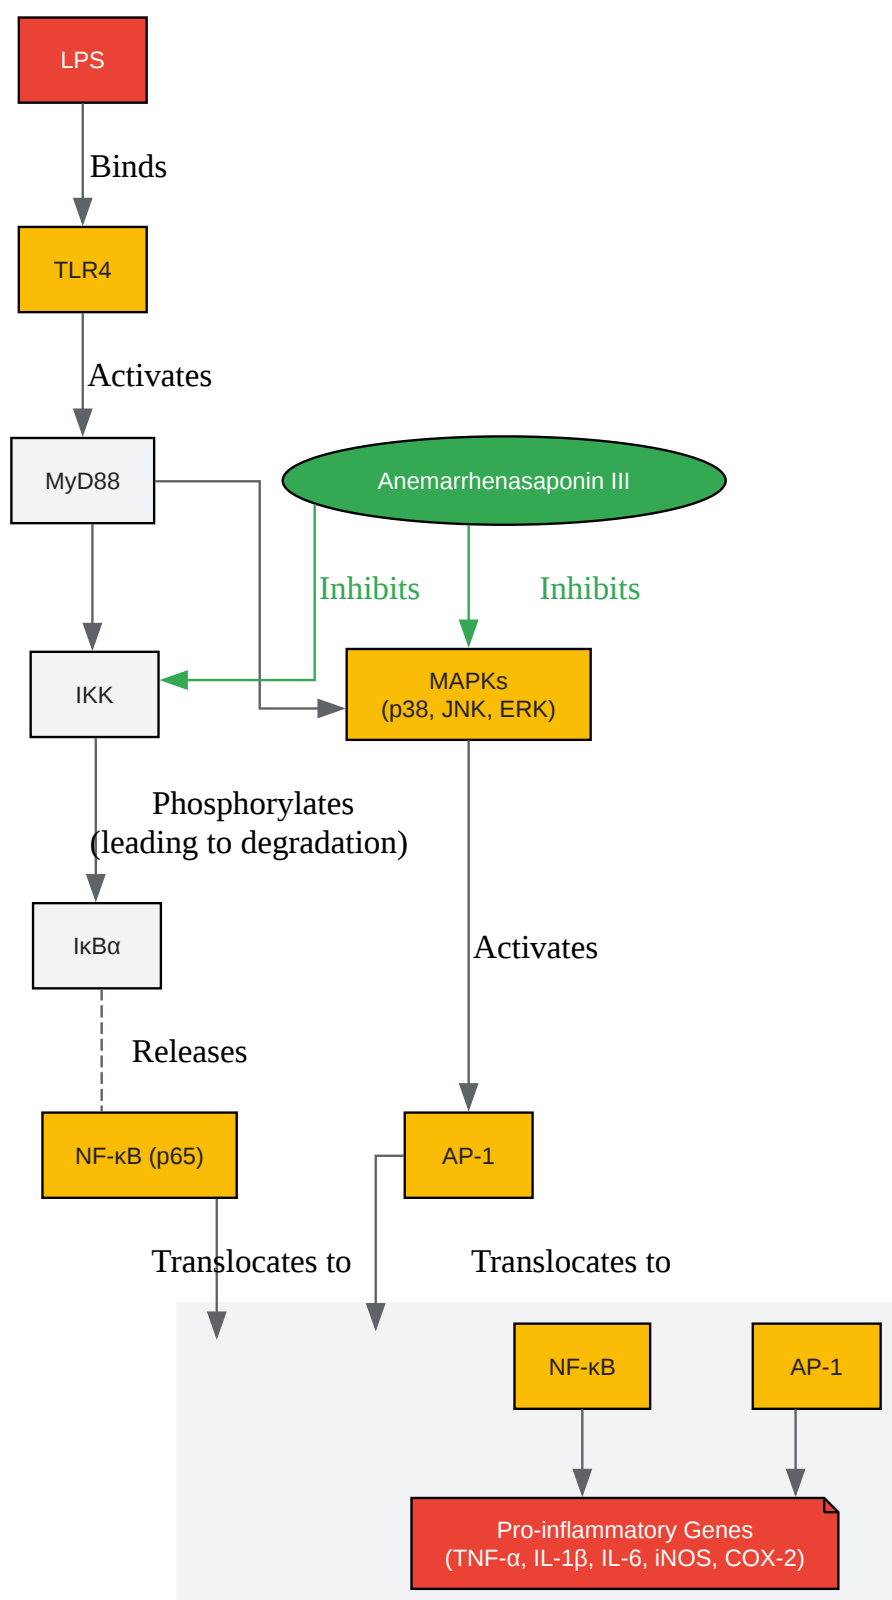 LPS
Binds
TLR4
Activates
MyD88
Anemarrhenasaponin III
Inhibits
Inhibits
IKK
MAPKs
(p38, JNK, ERK)
Phosphorylates
(leading to degradation)
IκBα
Activates
Releases
NF-κB (p65)
AP-1
Translocates to
Translocates to
NF-κB
AP-1
Pro-inflammatory Genes
(TNF-α, IL-1β, IL-6, iNOS, COX-2)